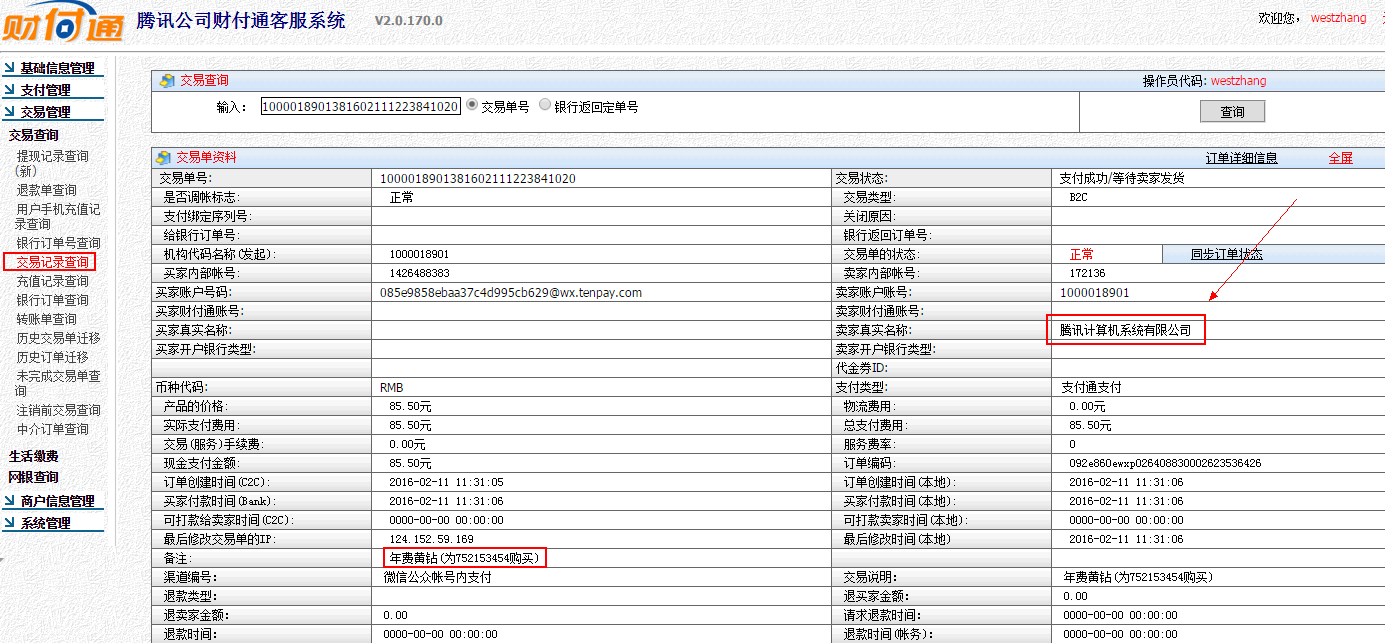 财付通 腾讯公司财付通客服系统 V2.0.170.0 欢迎您， westzhang
基础信息管理
支付管理
交易管理
交易查询
提现记录查询
(新)
退款单查询
用户手机充值记
录查询
银行订单号查询
交易记录查询
充值记录查询
银行订单查询
转账单查询
历史交易单迁移
历史订单迁移
未完成交易单查
询
注销前交易查询
中介订单查询
生活缴费
网银查询
商户信息管理
系统管理
交易查询 操作员代码: westzhang
输入: 1000018901381602111223841020 交易单号 银行返回定单号 查询
交易单资料 订单详细信息 全屏
交易单号: 1000018901381602111223841020 交易状态: 支付成功/等待卖家发货
是否调帐标志: 正常 交易类型: B2C
支付绑定序列号: 关闭原因:
给银行订单号: 银行返回订单号:
机构代码名称(发起): 1000018901 交易单的状态: 正常 同步订单状态
买家内部帐号: 1426488383 卖家内部帐号: 172136
买家账户号码: 085e9858ebaa37c4d995cb629@wx.tenpay.com 卖家账户账号: 1000018901
买家财付通账号: 卖家财付通账号:
买家真实名称: 卖家真实名称: 腾讯计算机系统有限公司
买家开户银行类型: 卖家开户银行类型:
代金券ID:
币种代码: RMB 支付类型: 支付通支付
产品的价格: 85.50元 物流费用: 0.00元
实际支付费用: 85.50元 总支付费用: 85.50元
交易(服务)手续费: 0.00元 服务费率: 0
现金支付金额: 85.50元 订单编码: 092e860ewxp026408830002623536426
订单创建时间(C2C): 2016-02-11 11:31:05 订单创建时间(本地): 2016-02-11 11:31:06
买家付款时间(Bank): 2016-02-11 11:31:06 买家付款时间(本地): 2016-02-11 11:31:06
可打款给卖家时间(C2C): 0000-00-00 00:00:00 可打款卖家时间(本地): 0000-00-00 00:00:00
最后修改交易单的IP: 124.152.59.169 最后修改时间(本地) 2016-02-11 11:31:06
备注: 年费黄钻(为752153454购买)
渠道编号: 微信公众帐号内支付 交易说明: 年费黄钻(为752153454购买)
退款类型: 退买家金额: 0.00
退卖家金额: 0.00 请求退款时间: 0000-00-00 00:00:00
退款时间: 0000-00-00 00:00:00 退款时间(帐务): 0000-00-00 00:00:00